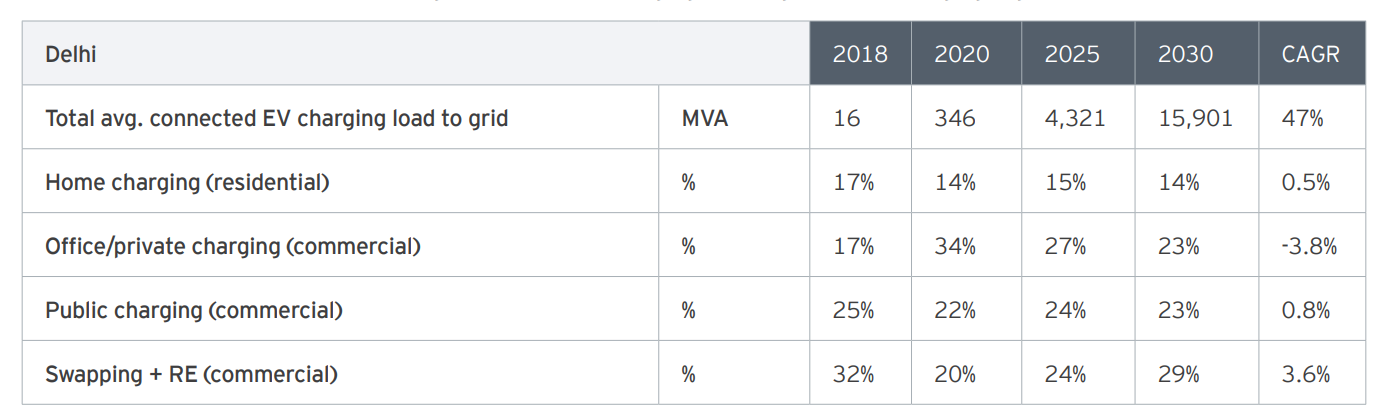 Delhi 2018 2020 2025 2030 CAGR
Total avg. connected EV charging load to grid MVA 16 346 4,321 15,901 47%
Home charging (residential) % 17% 14% 15% 14% 0.5%
Office/private charging (commercial) % 17% 34% 27% 23% -3.8%
Public charging (commercial) % 25% 22% 24% 23% 0.8%
Swapping + RE (commercial) % 32% 20% 24% 29% 3.6%